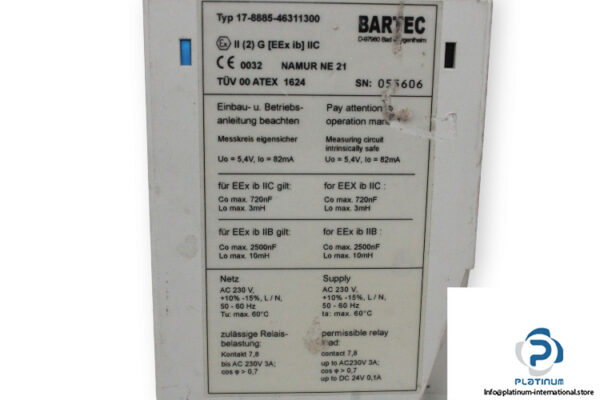 Typ 17-8885-46311300
BARTEC
D-97980 Bad
Ex II (2) G [EEx ib] IIC
CE 0032 NAMUR NE 21
TÜV 00 ATEX 1624 SN: 055606
Einbau- u. Betriebs-
anleitung beachten
Pay attention
operation
Messkreis eigensicher
Measuring circuit
intrinsically safe
Uo = 5,4V, Io = 82mA
Uo = 5,4V, Io = 82mA
für EEx ib IIC gilt:
for EEX ib IIC :
Co max. 720nF
Lo max. 3mH
Co max. 720nF
Lo max. 3mH
für EEx ib IIB gilt:
for EEx ib IIB :
Co max. 2500nF
Lo max. 10mH
Co max. 2500nF
Lo max. 10mH
Netz
AC 230 V,
+10% -15%, L / N,
50 - 60 Hz
Tu: max. 60°C
Supply
AC 230 V,
+10% -15%, L / N,
50 - 60 Hz
ta: max. 60°C
zulässige Relais-
belastung:
Kontakt 7,8
bis AC 230V 3A;
cos φ > 0,7
permissible relay
contact 7,8
up to AC230V 3A;
cos φ > 0,7
up to DC 24V 0,1A
PLATINUM
info@platinum-international.store